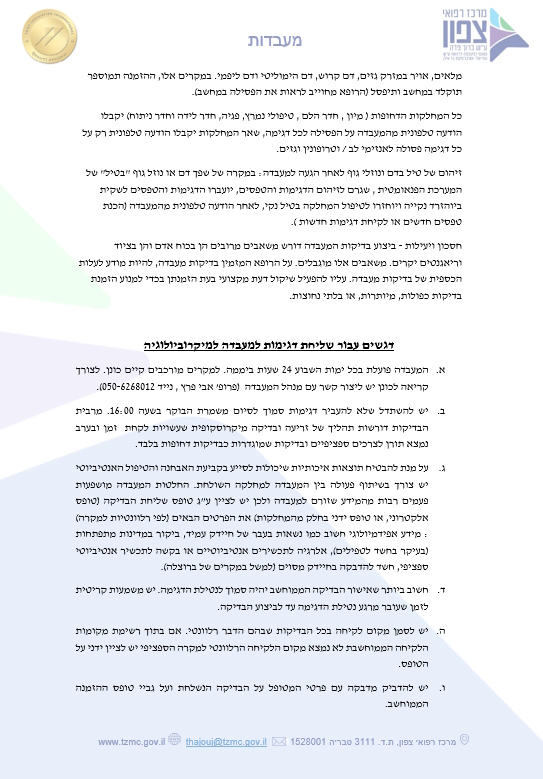 מרכז רפואי
צפון
ע״ש ברוך פדה
מעבדות
מלאים, אויר במזרק גזים, דם קרוש, דם המוליטי ודם ליפמי. במקרים אלו, ההזמנה תמוספר
תוקלד במחשב ותיפסל (הרופא מחוייב לראות את הפסילה במחשב).
כל המחלקות הדחופות ( מיון , חדר הלם , טיפולי נמרץ, פגיה, חדר לידה וחדר ניתוח) יקבלו
הודעה טלפונית מהמעבדה על הפסילה לכל דגימה, שאר המחלקות יקבלו הודעה טלפונית רק על
כל דגימה פסולה לאנזימי לב / וטרופונין וגזים.
זיהום של טיל בדם ונוזלי גוף לאחר הגעה למעבדה : במקרה של שפך דם או נוזל גוף "בטיל" של
המערכת הפנאומטית , שגרם לזיהום הדגימות והטפסים, יועברו הדגימות והטפסים לשקית
ביוהזרד נקייה ויוחזרו לטיפול המחלקה בטיל נקי, לאחר הודעה טלפונית מהמעבדה (הכנת
טפסים חדשים או לקיחת דגימות חדשות ).
חסכון ויעילות - ביצוע בדיקות המעבדה דורש משאבים מרובים הן בכוח אדם והן בציוד
וריאגנטים יקרים. משאבים אלו מוגבלים. על הרופא המזמין בדיקות מעבדה, להיות מודע לעלות
הכספית של בדיקות מעבדה. עליו להפעיל שיקול דעת מקצועי בעת הזמנתן בכדי למנוע הזמנת
בדיקות כפולות, מיותרות, או בלתי נחוצות.
דגשים עבור שליחת דגימות למעבדה למיקרוביולוגיה
א. המעבדה פועלת בכל ימות השבוע 24 שעות ביממה. למקרים מורכבים קיים כונן. לצורך
קריאה לכונן יש ליצור קשר עם מנהל המעבדה (פרופ' אבי פרץ , נייד 050-6268012).
ב. יש להשתדל שלא להעביר דגימות סמוך לסיום משמרת הבוקר בשעה 16:00. מרבית
הבדיקות דורשות תהליך של זריעה ובדיקה מיקרוסקופית שעשויות לקחת זמן ובערב
נמצא תורן לצרכים ספציפיים ובדיקות שמוגדרות כבדיקות דחופות בלבד.
ג. על מנת להבטיח תוצאות איכותיות שיכולות לסייע בקביעת האבחנה והטיפול האנטיביוטי
יש צורך בשיתוף פעולה בין המעבדה למחלקה השולחת. החלטות המעבדה מושפעות
פעמים רבות מהמידע שזורם למעבדה ולכן יש לציין ע"ג טופס שליחת הבדיקה (טופס
אלקטרוני, או טופס ידני בחלק מהמחלקות) את הפרטים הבאים (לפי רלוונטיות למקרה)
: מידע אפידמיולוגי חשוב כמו נשאות בעבר של חיידק עמיד, ביקור במדינות מתפתחות
(בעיקר בחשד לטפילים), אלרגיה לתכשירים אנטיביוטיים או בקשה לתכשיר אנטיביוטי
ספציפי, חשד להדבקה בחיידק מסוים (למשל במקרים של ברוצלה).
ד. חשוב ביותר שאישור הבדיקה הממוחשב יהיה סמוך לנטילת הדגימה. יש משמעות קריטית
לזמן שעובר מרגע נטילת הדגימה עד לביצוע הבדיקה.
ה. יש לסמן מקום לקיחה בכל הבדיקות שבהם הדבר רלוונטי. אם בתוך רשימת מקומות
הלקיחה הממוחשבת לא נמצא מקום הלקיחה הרלוונטי למקרה הספציפי יש לציין ידני על
הטופס.
ו. יש להדביק מדבקה עם פרטי המטופל על הבדיקה הנשלחת ועל גביי טופס ההזמנה
הממוחשב.
מרכז רפואי צפון, ת.ד. 3111 טבריה 1528001 thajouj@tzmc.gov.il www.tzmc.gov.il